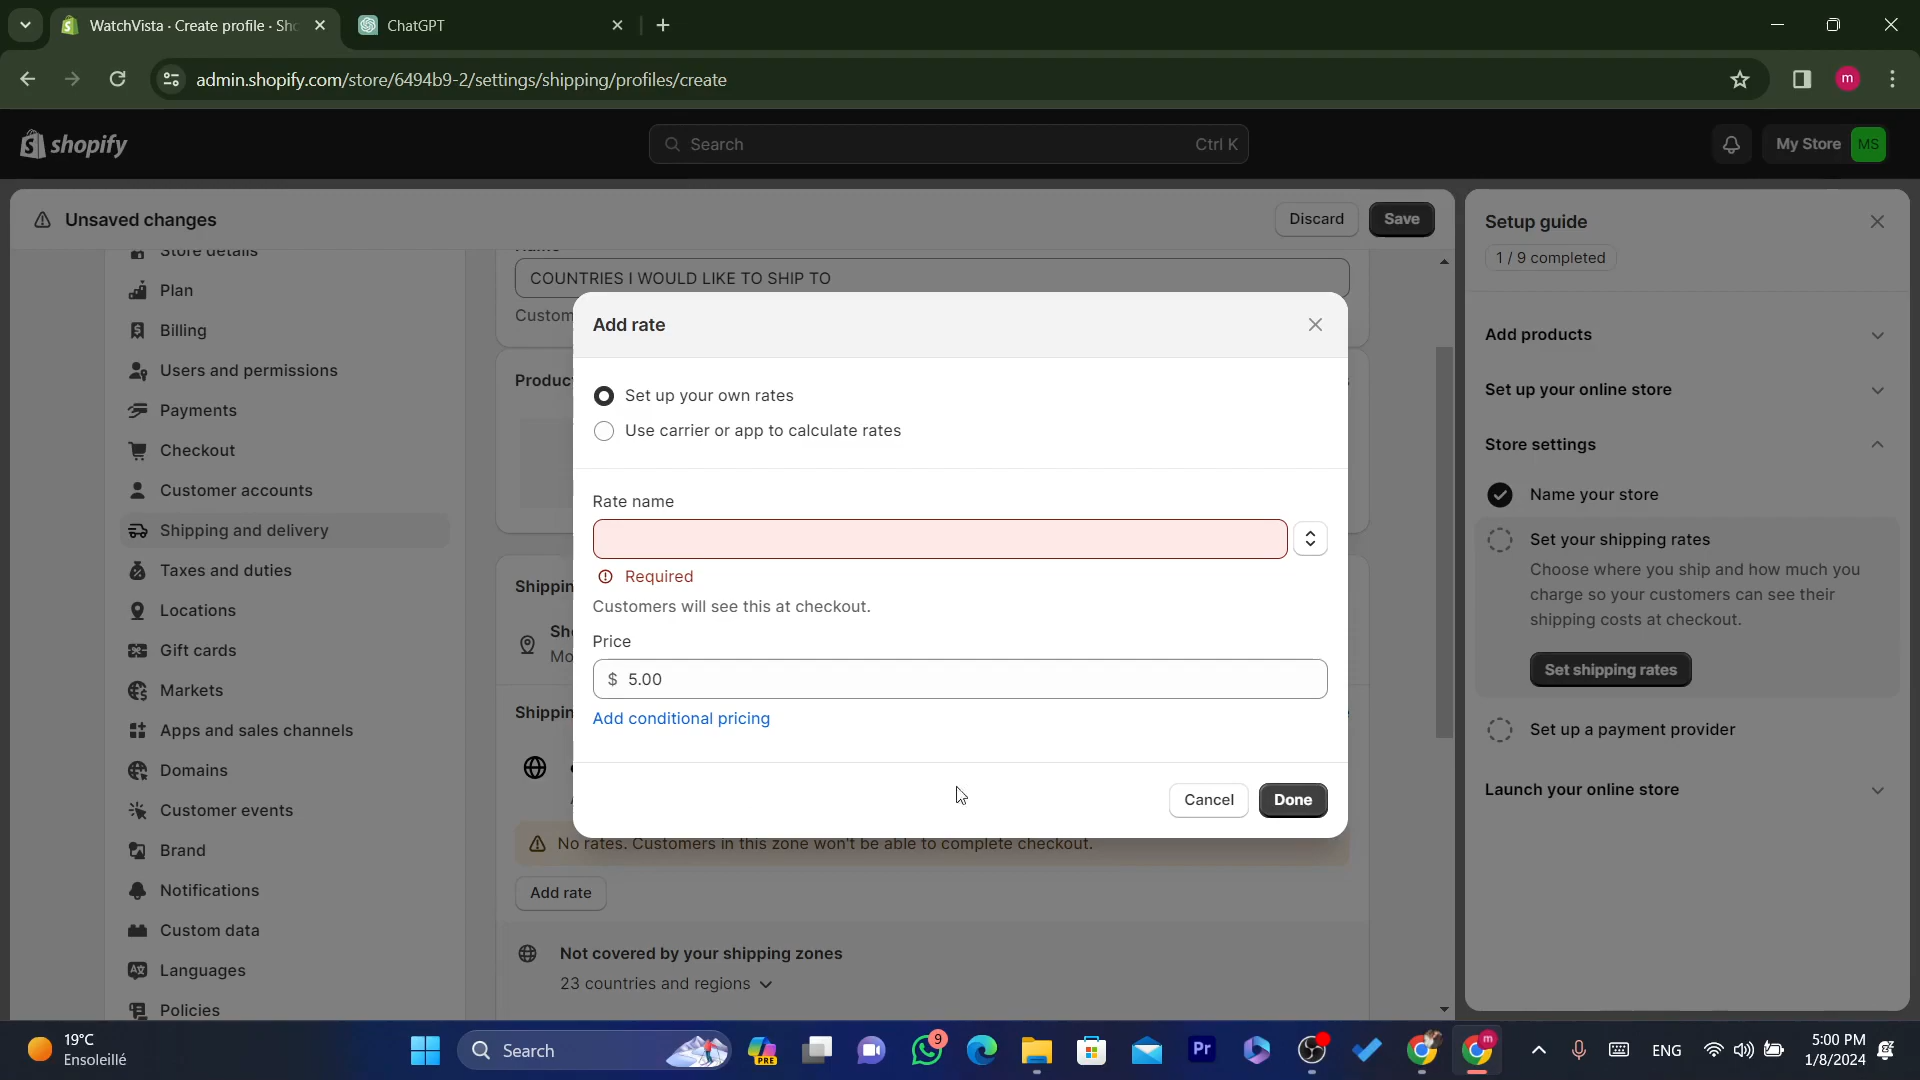 WatchVista · Create profile · Sh
ChatGPT
admin.shopify.com/store/6494b9-2/settings/shipping/profiles/create
shopify
Search
Ctrl K
My Store
MS
Unsaved changes
Discard
Save
Store details
Plan
Billing
Users and permissions
Payments
Checkout
Customer accounts
Shipping and delivery
Taxes and duties
Locations
Gift cards
Markets
Apps and sales channels
Domains
Customer events
Brand
Notifications
Custom data
Languages
Policies
COUNTRIES I WOULD LIKE TO SHIP TO
Custom
Produc
Shippin
Sh
Mo
Shippin
Add rate
Set up your own rates
Use carrier or app to calculate rates
Rate name
Required
Customers will see this at checkout.
Price
$ 5.00
Add conditional pricing
Cancel
Done
No rates. Customers in this zone won't be able to complete checkout.
Add rate
Not covered by your shipping zones
23 countries and regions
Setup guide
1 / 9 completed
Add products
Set up your online store
Store settings
Name your store
Set your shipping rates
Choose where you ship and how much you
charge so your customers can see their
shipping costs at checkout.
Set shipping rates
Set up a payment provider
Launch your online store
19°C
Ensoleillé
Search
PRE
9
Pr
m
ENG
5:00 PM
1/8/2024